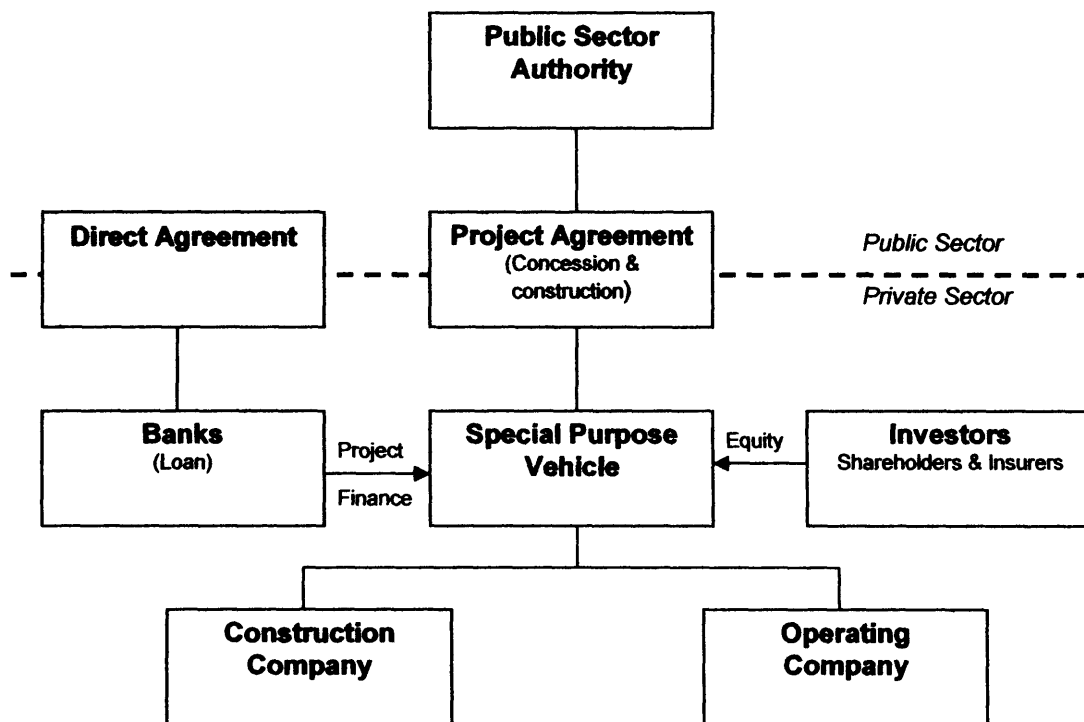 Public Sector
Authority
Direct Agreement
Project Agreement
(Concession &
construction)
Public Sector
Private Sector
Banks
(Loan)
Project
Finance
Special Purpose
Vehicle
Equity
Investors
Shareholders & Insurers
Construction
Company
Operating
Company